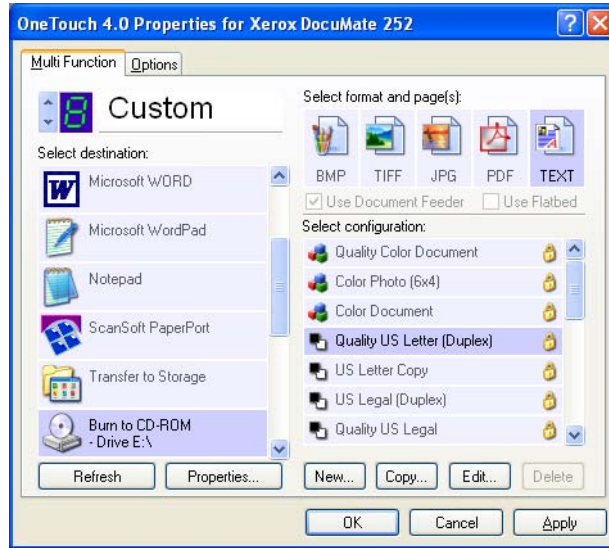 OneTouch 4.0 Properties for Xerox DocuMate 252
Multi Function
Options
8
Custom
Select destination:
Microsoft WORD
Microsoft WordPad
Notepad
ScanSoft PaperPort
Transfer to Storage
Burn to CD-ROM
- Drive E:\
Refresh
Properties...
Select format and page(s):
BMP
TIFF
JPG
PDF
TEXT
Use Document Feeder
Use Flatbed
Select configuration:
Quality Color Document
Color Photo (6x4)
Color Document
Quality US Letter (Duplex)
US Letter Copy
US Legal (Duplex)
Quality US Legal
New...
Copy...
Edit...
Delete
OK
Cancel
Apply